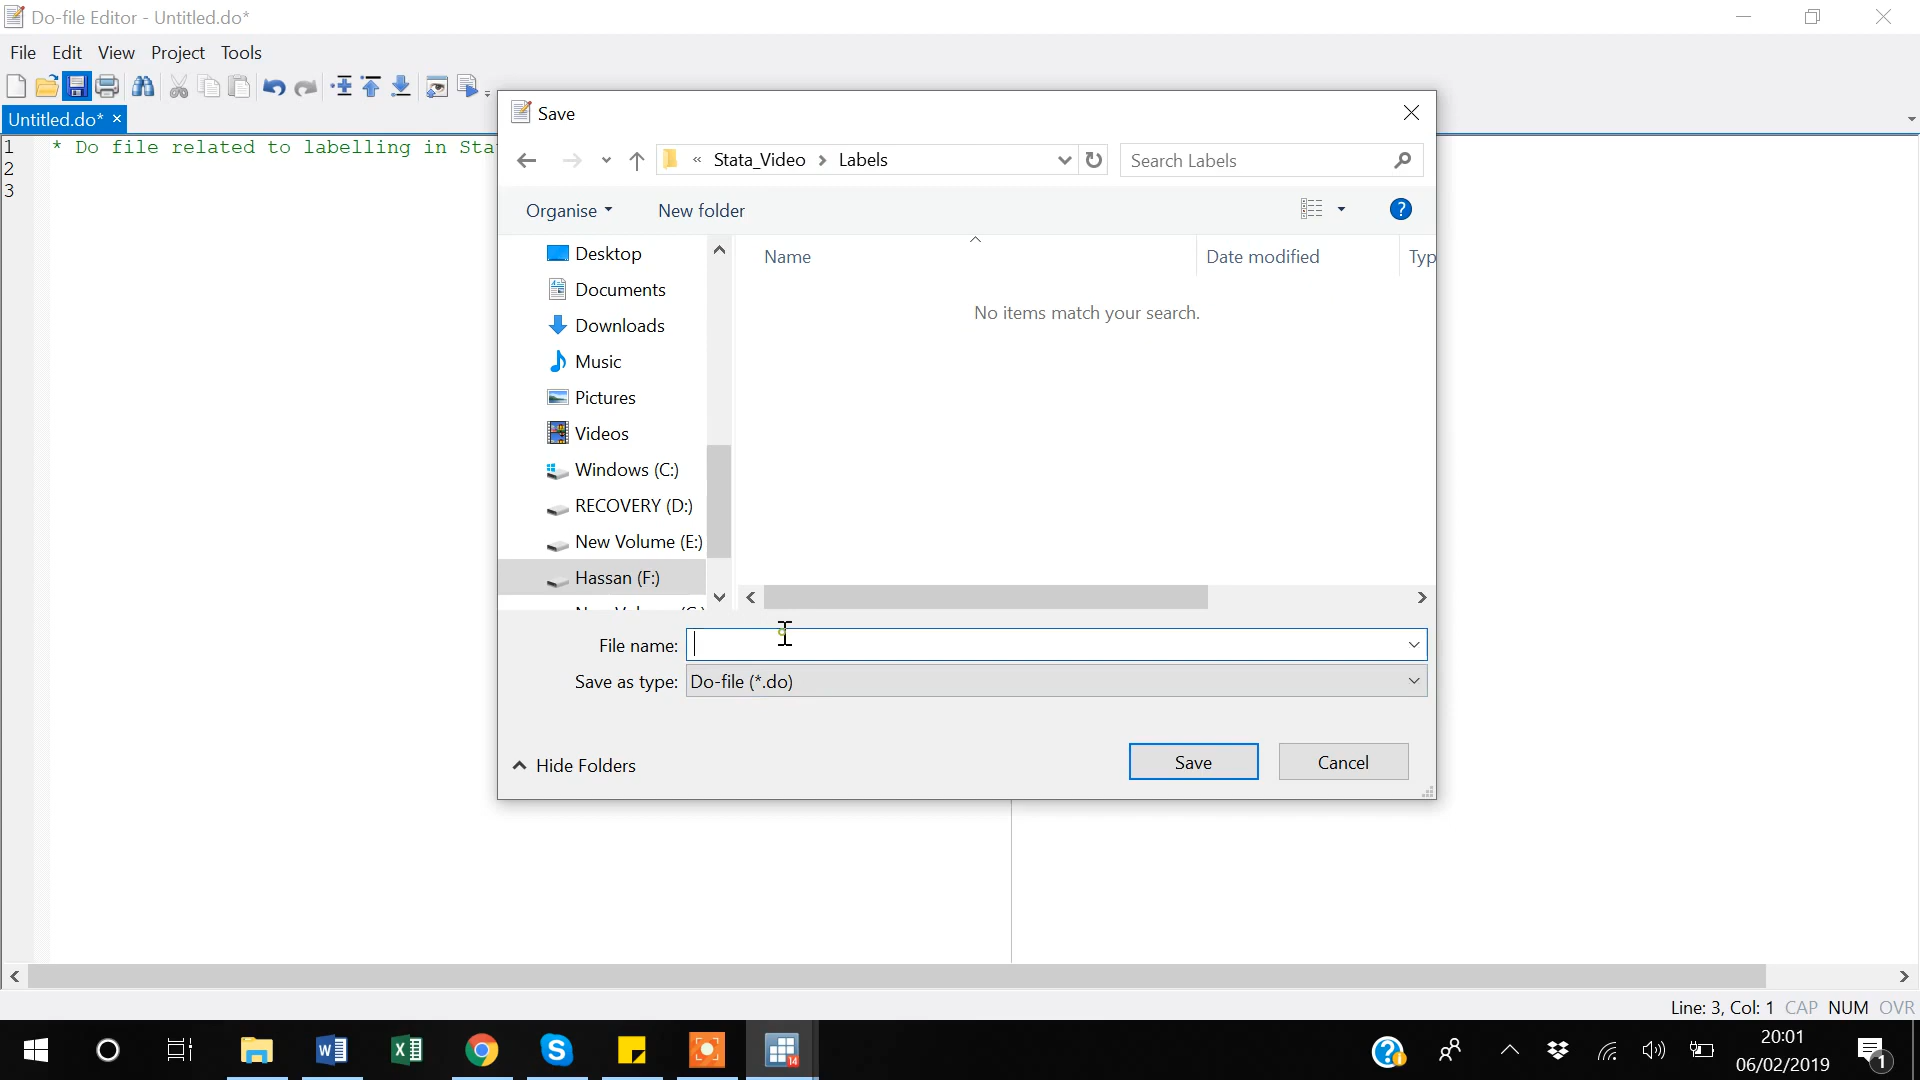 Do-file Editor - Untitled.do*
File Edit View Project Tools
Untitled.do*
1 * Do file related to labelling in Sta
2
3
Save
« Stata_Video Labels
Search Labels
Organise New folder
?
Name Date modified Typ
No items match your search.
Desktop
Documents
Downloads
Music
Pictures
Videos
Windows (C:)
RECOVERY (D:)
New Volume (E:)
Hassan (F:)
File name:
Save as type: Do-file (*.do)
Hide Folders
Save Cancel
Line: 3, Col: 1 CAP NUM OVR
14
20:01
06/02/2019
1